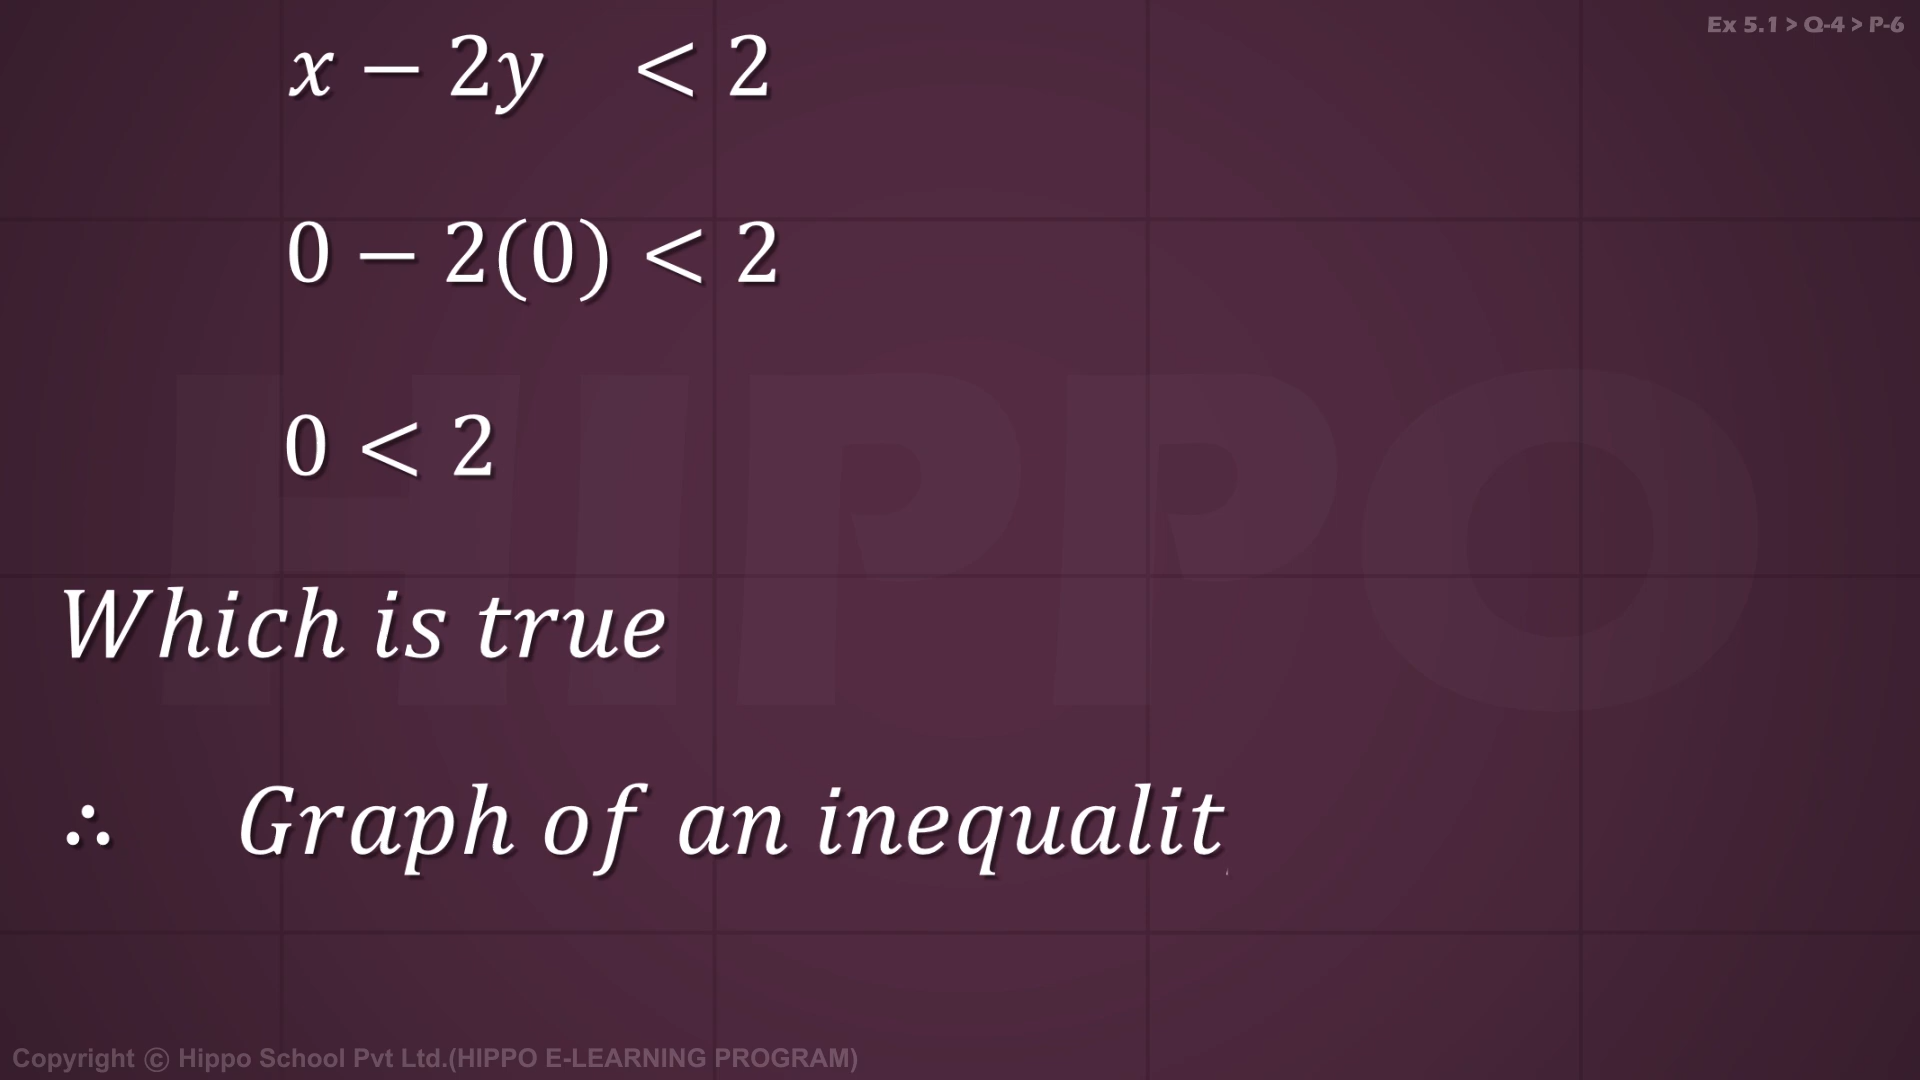 Ex 5.1 > Q-4 > P-6
x − 2y < 2
0 − 2(0) < 2
0 < 2
HIPPO
Which is true
∴ Graph of an inequalit
Copyright © Hippo School Pvt Ltd.(HIPPO E-LEARNING PROGRAM)